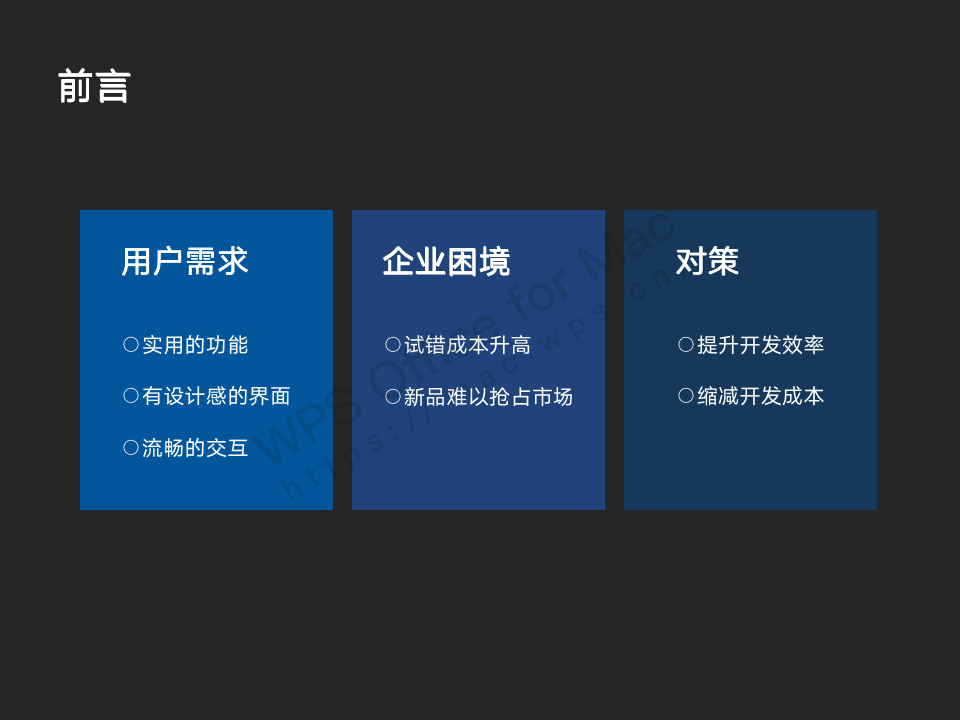 前言
用户需求
○实用的功能
○有设计感的界面
○流畅的交互
企业困境
○试错成本升高
○新品难以抢占市场
对策
○提升开发效率
○缩减开发成本
WPS Office for Mac
https://mac.wps.cn